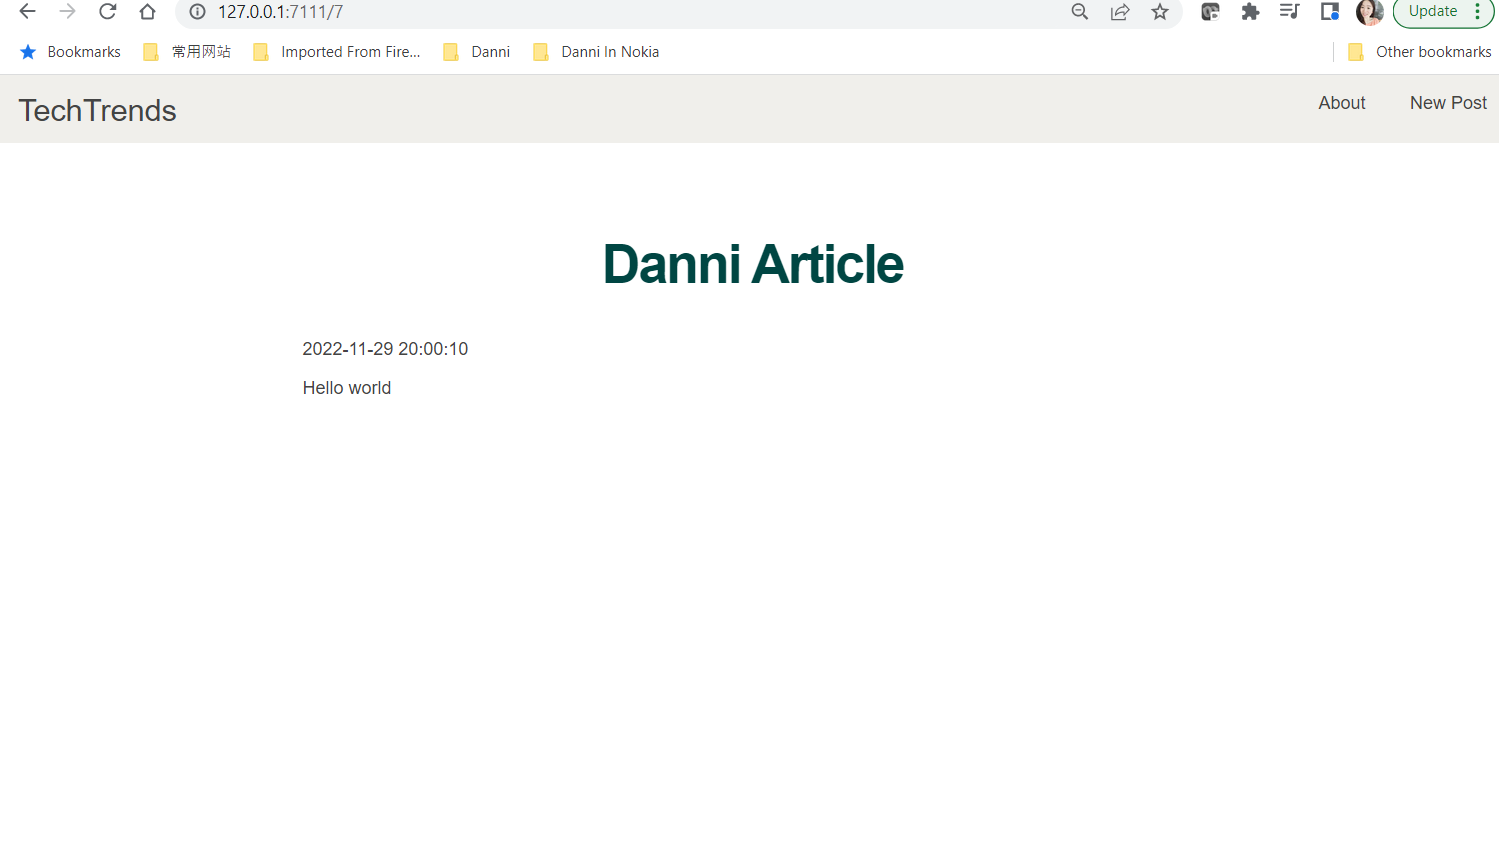 127.0.0.1:7111/7
Update
Bookmarks
常用网站
Imported From Fire...
Danni
Danni In Nokia
Other bookmarks
TechTrends
About
New Post
Danni Article
2022-11-29 20:00:10
Hello world